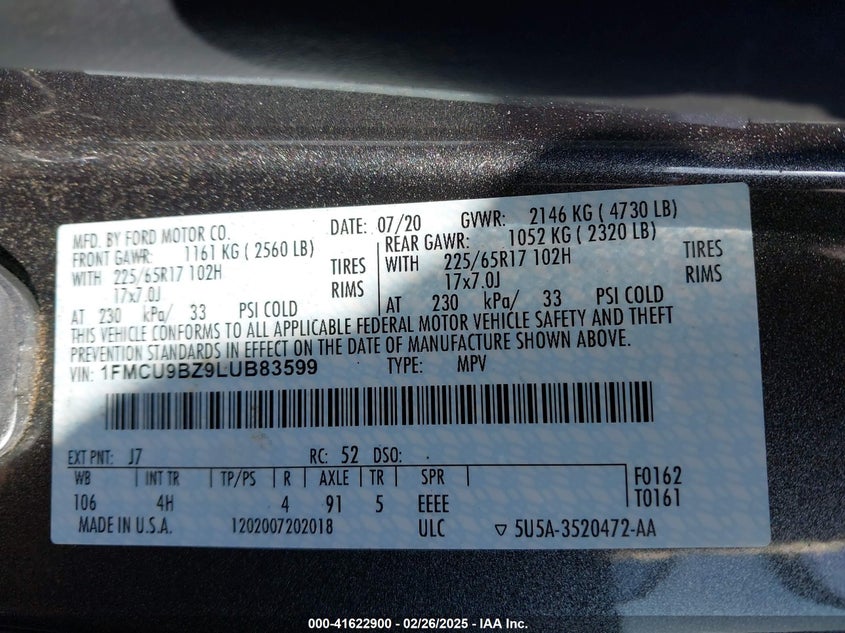 MFD. BY FORD MOTOR CO. DATE: 07/20 GVWR: 2146 KG ( 4730 LB)
FRONT GAWR: 1161 KG ( 2560 LB) REAR GAWR: 1052 KG ( 2320 LB)
WITH 225/65R17 102H TIRES WITH 225/65R17 102H TIRES
17x7.0J RIMS 17x7.0J RIMS
AT 230 kPa/ 33 PSI COLD AT 230 kPa/ 33 PSI COLD
THIS VEHICLE CONFORMS TO ALL APPLICABLE FEDERAL MOTOR VEHICLE SAFETY AND THEFT
PREVENTION STANDARDS IN EFFECT ON THE DATE OF MANUFACTURE SHOWN ABOVE.
VIN: 1FMCU9BZ9LUB83599 TYPE: MPV
EXT PNT: J7 RC: 52 DSO:
WB INT TR TP/PS R AXLE TR SPR F0162
106 4H 4 91 5 EEEE T0161
MADE IN U.S.A. 1202007202018 ULC ▽ 5U5A-3520472-AA
000-41622900 - 02/26/2025 - IAA Inc.